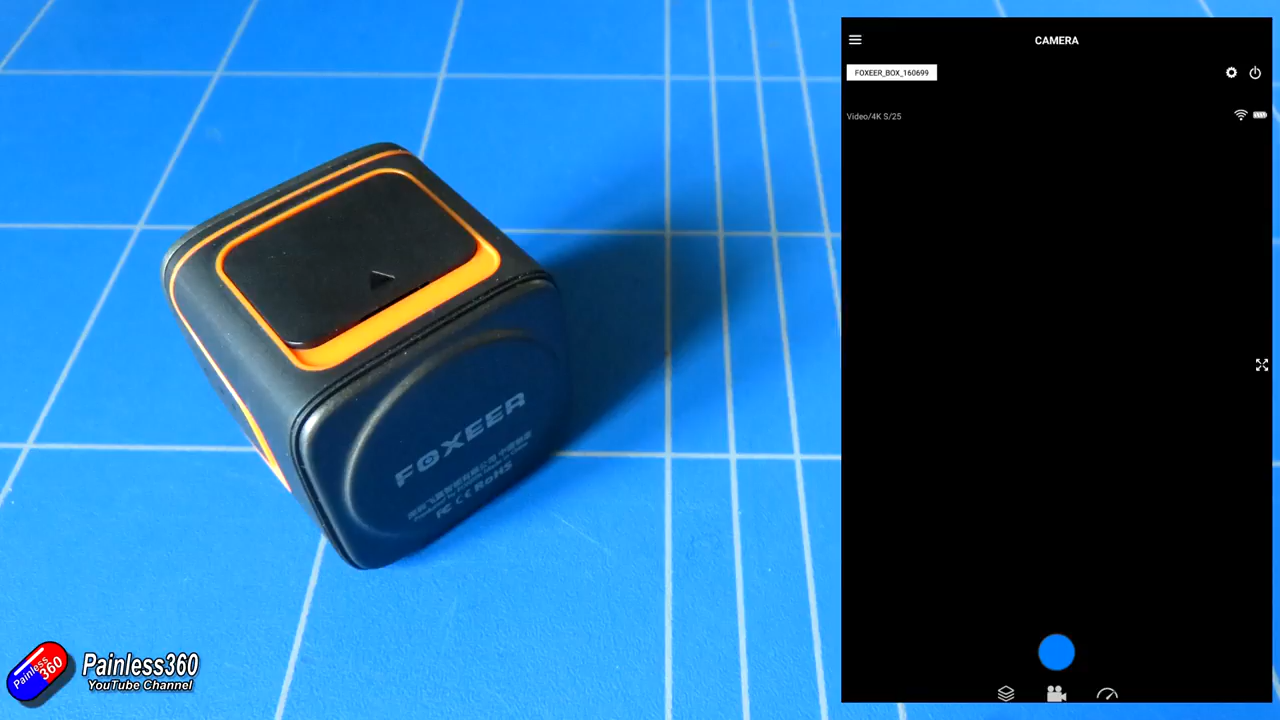 CAMERA
FOXEER_BOX_160699
Video/4K S/25
FOXEER
FC CE RoHS
Painless
360
Painless360
YouTube Channel